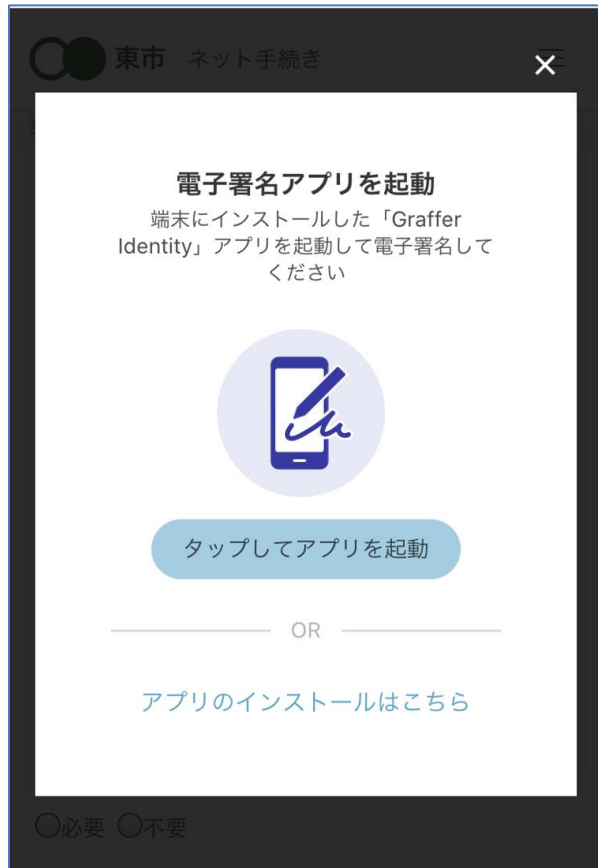 東市 ネット手続き
電子署名アプリを起動
端末にインストールした「Graffer
Identity」アプリを起動して電子署名して
ください
タップしてアプリを起動
OR
アプリのインストールはこちら
必要 不要